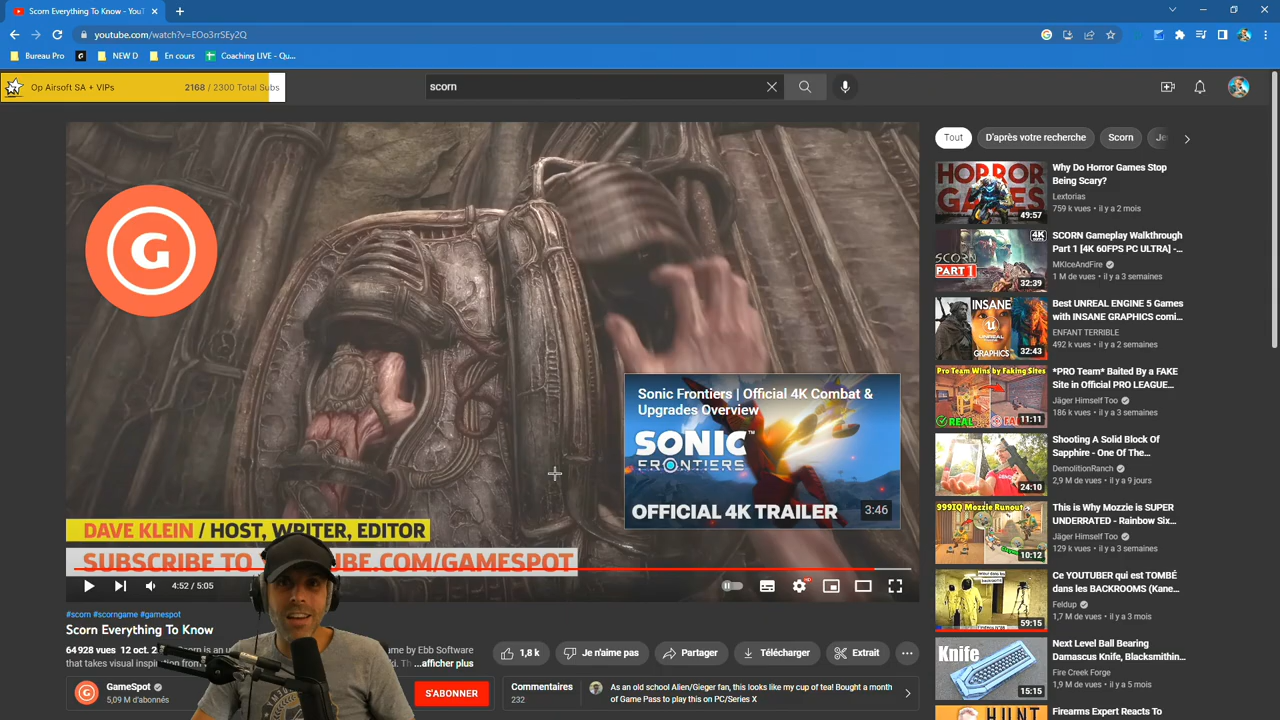 Scorn Everything To Know - YouT
youtube.com/watch?v=EOo3rrSEy2Q
Bureau Pro
G
NEW D
En cours
Coaching LIVE - Qu...
Op Airsoft SA + VIPs
2168 / 2300 Total Subs
scorn
G
Sonic Frontiers | Official 4K Combat &
Upgrades Overview
SONIC
FRONTIERS
OFFICIAL 4K TRAILER
3:46
DAVE KLEIN / HOST, WRITER, EDITOR
SUBSCRIBE TO UBE.COM/GAMESPOT
4:52 / 5:05
#scorn #scorngame #gamespot
Scorn Everything To Know
64 928 vues 12 oct. 2
corn is an
me by Ebb Software
that takes visual inspiration from
...afficher plus
1,8 k
Je n'aime pas
Partager
Télécharger
Extrait
GameSpot
5,09 M d'abonnés
S'ABONNER
Commentaires
232
As an old school Alien/Gieger fan, this looks like my cup of tea! Bought a month
of Game Pass to play this on PC/Series X
Tout
D'après votre recherche
Scorn
Je
HORROR
GAMES
49:57
Why Do Horror Games Stop
Being Scary?
Lextorias
759 k vues • il y a 2 mois
4K
SCORN
PART 1
32:39
SCORN Gameplay Walkthrough
Part 1 [4K 60FPS PC ULTRA] -...
MKIceAndFire
1 M de vues • il y a 3 semaines
INSANE
GRAPHICS
32:43
Best UNREAL ENGINE 5 Games
with INSANE GRAPHICS comi...
ENFANT TERRIBLE
492 k vues • il y a 2 semaines
Pro Team Wins by Faking Sites
REAL
FA
11:11
*PRO Team* Baited By a FAKE
Site in Official PRO LEAGUE...
Jäger Himself Too
186 k vues • il y a 3 semaines
24:10
Shooting A Solid Block Of
Sapphire - One Of The...
DemolitionRanch
2,9 M de vues • il y a 9 jours
999IQ Mozzie Runout
10:12
This is Why Mozzie is SUPER
UNDERRATED - Rainbow Six...
Jäger Himself Too
129 k vues • il y a 3 semaines
59:15
Ce YOUTUBER qui est TOMBÉ
dans les BACKROOMS (Kane...
Feldup
1,7 M de vues • il y a 3 mois
Knife
15:15
Next Level Ball Bearing
Damascus Knife, Blacksmithin...
Fire Creek Forge
1,9 M de vues • il y a 5 mois
HUNT
Firearms Expert Reacts To